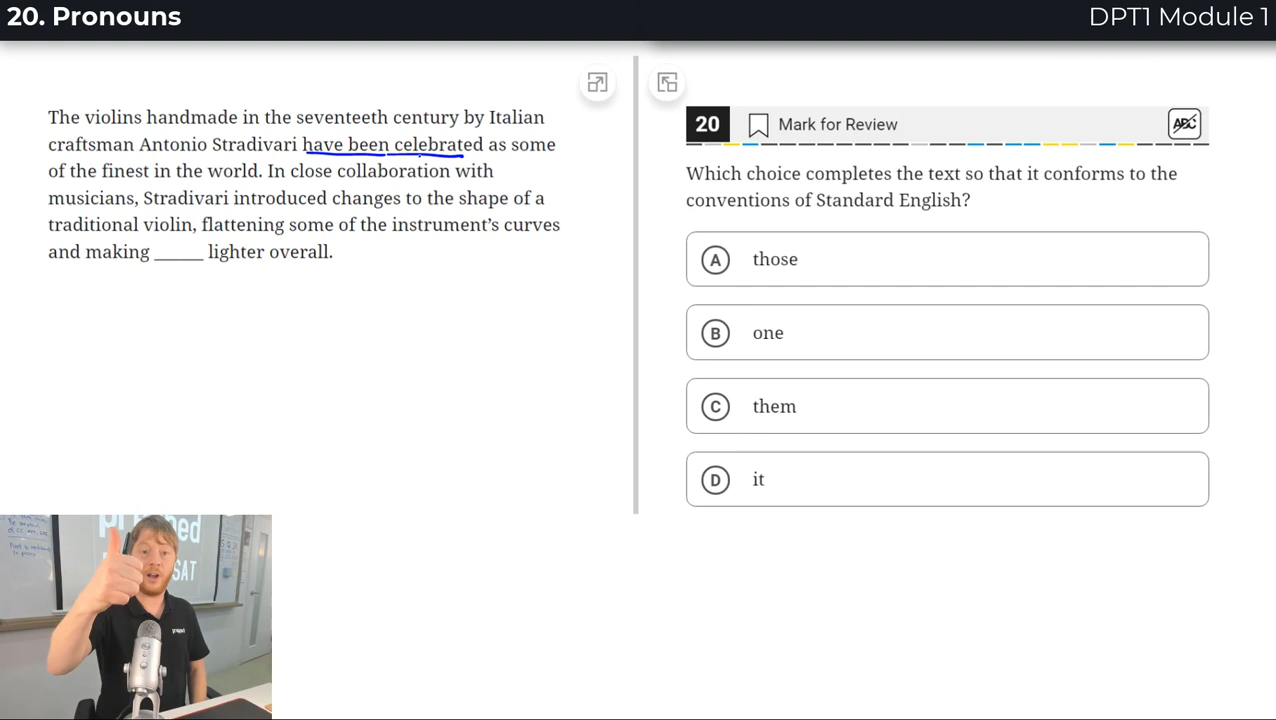 20. Pronouns
DPT1 Module 1
The violins handmade in the seventeeth century by Italian
craftsman Antonio Stradivari have been celebrated as some
of the finest in the world. In close collaboration with
musicians, Stradivari introduced changes to the shape of a
traditional violin, flattening some of the instrument’s curves
and making ______ lighter overall.
20
Mark for Review
ABC
Which choice completes the text so that it conforms to the
conventions of Standard English?
A those
B one
C them
D it
SAT